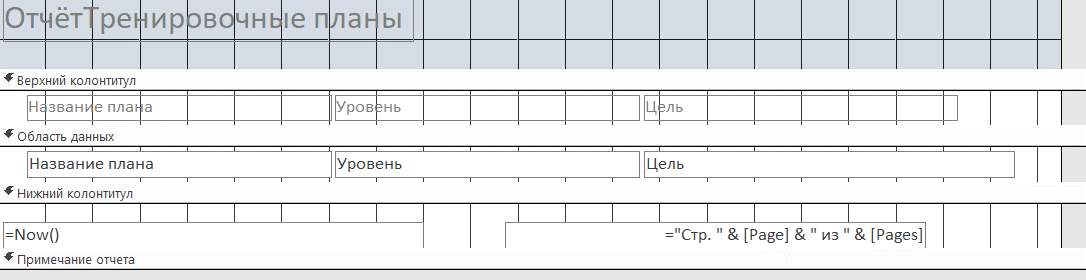 ОтчётТренировочные планы
Верхний колонтитул
Название плана Уровень Цель
Область данных
Название плана Уровень Цель
Нижний колонтитул
=Now() ="Стр. " & [Page] & " из " & [Pages]
Примечание отчета